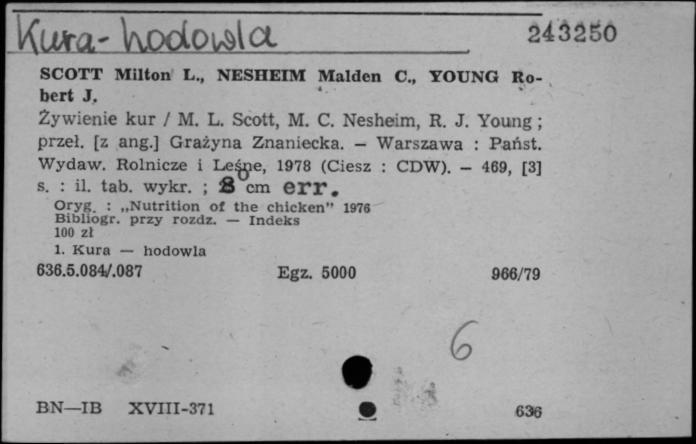 Kura-hodowla 243250
SCOTT Milton L., NESHEIM Malden C., YOUNG Ro-
bert J.
Żywienie kur / M. L. Scott, M. C. Nesheim, R. J. Young ;
przeł. [z ang.] Grażyna Znaniecka. — Warszawa : Państ.
Wydaw. Rolnicze i Leśne, 1978 (Ciesz : CDW). — 469, [3]
s. : il. tab. wykr. ; 8° cm err.
Oryg. : „Nutrition of the chicken" 1976
Bibliogr. przy rozdz. — Indeks
100 zł
1. Kura — hodowla
636.5.084/.087 Egz. 5000 966/79
6
BN—IB XVIII-371 636